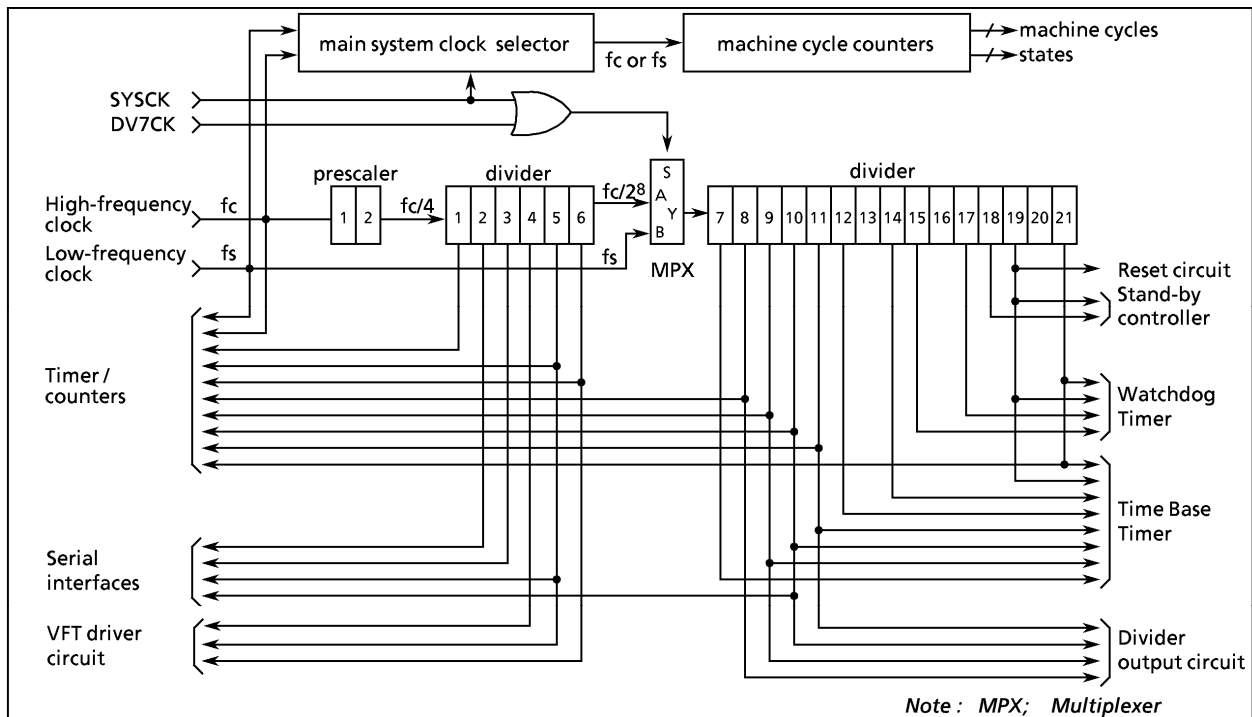 main system clock selector
fc or fs
machine cycle counters
machine cycles
states
SYSCK
DV7CK
High-frequency
clock
fc
prescaler
1 2
fc/4
divider
1 2 3 4 5 6
fc/2⁸
S
A
Y
B
MPX
divider
7 8 9 10 11 12 13 14 15 16 17 18 19 20 21
Low-frequency
clock
fs
fs
Reset circuit
Stand-by
controller
Timer /
counters
Watchdog
Timer
Time Base
Timer
Serial
interfaces
VFT driver
circuit
Divider
output circuit
Note : MPX; Multiplexer